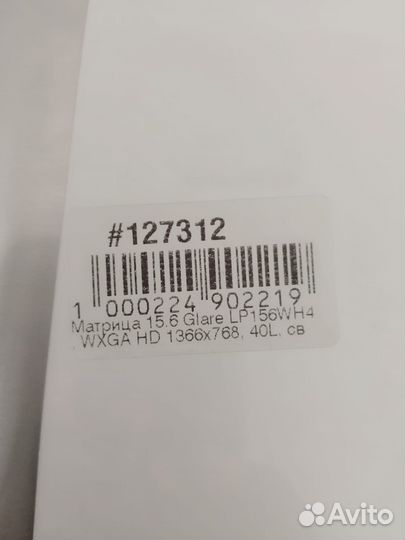 #127312
1 000224 902219
Матрица 15.6 Glare LP156WH4
WXGA HD 1366x768, 40L, св
Avito